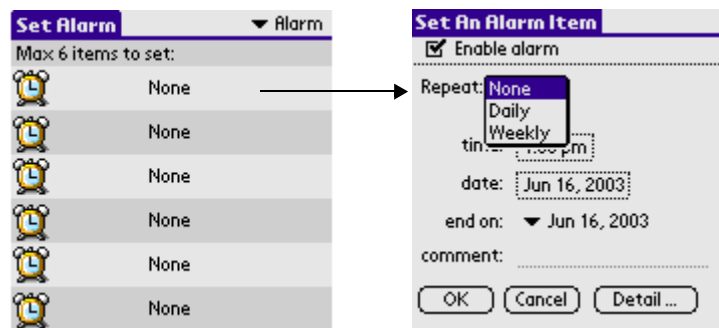 Set Alarm
Alarm
Max 6 items to set:
None
None
None
None
None
None
Set An Alarm Item
Enable alarm
Repeat: None
Daily
Weekly
pm
date: Jun 16, 2003
end on: Jun 16, 2003
comment:
OK Cancel Detail ...